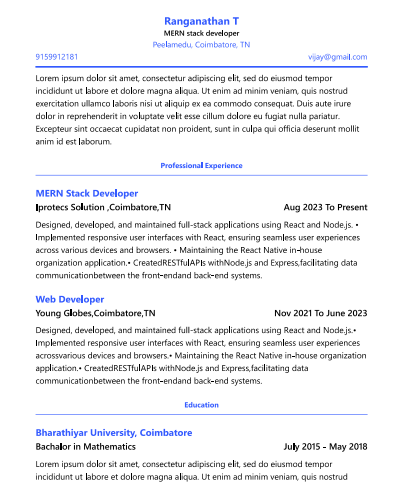 Ranganathan T
MERN stack developer
Peelamedu, Coimbatore, TN
9159912181 vijay@gmail.com
Lorem ipsum dolor sit amet, consectetur adipiscing elit, sed do eiusmod tempor
incididunt ut labore et dolore magna aliqua. Ut enim ad minim veniam, quis nostrud
exercitation ullamco laboris nisi ut aliquip ex ea commodo consequat. Duis aute irure
dolor in reprehenderit in voluptate velit esse cillum dolore eu fugiat nulla pariatur.
Excepteur sint occaecat cupidatat non proident, sunt in culpa qui officia deserunt mollit
anim id est laborum.
Professional Experience
MERN Stack Developer
Iprotecs Solution ,Coimbatore,TN Aug 2023 To Present
Designed, developed, and maintained full-stack applications using React and Node.js. •
Implemented responsive user interfaces with React, ensuring seamless user experiences
across various devices and browsers. • Maintaining the React Native in-house
organization application.• CreatedRESTfulAPIs withNode.js and Express,facilitating data
communicationbetween the front-endand back-end systems.
Web Developer
Young Globes,Coimbatore,TN Nov 2021 To June 2023
Designed, developed, and maintained full-stack applications using React and Node.js.•
Implemented responsive user interfaces with React, ensuring seamless user experiences
acrossvarious devices and browsers.• Maintaining the React Native in-house organization
application.• CreatedRESTfulAPIs withNode.js and Express,facilitating data
communicationbetween the front-endand back-end systems.
Education
Bharathiyar University, Coimbatore
Bachalor in Mathematics July 2015 - May 2018
Lorem ipsum dolor sit amet, consectetur adipiscing elit, sed do eiusmod tempor
incididunt ut labore et dolore magna aliqua. Ut enim ad minim veniam, quis nostrud